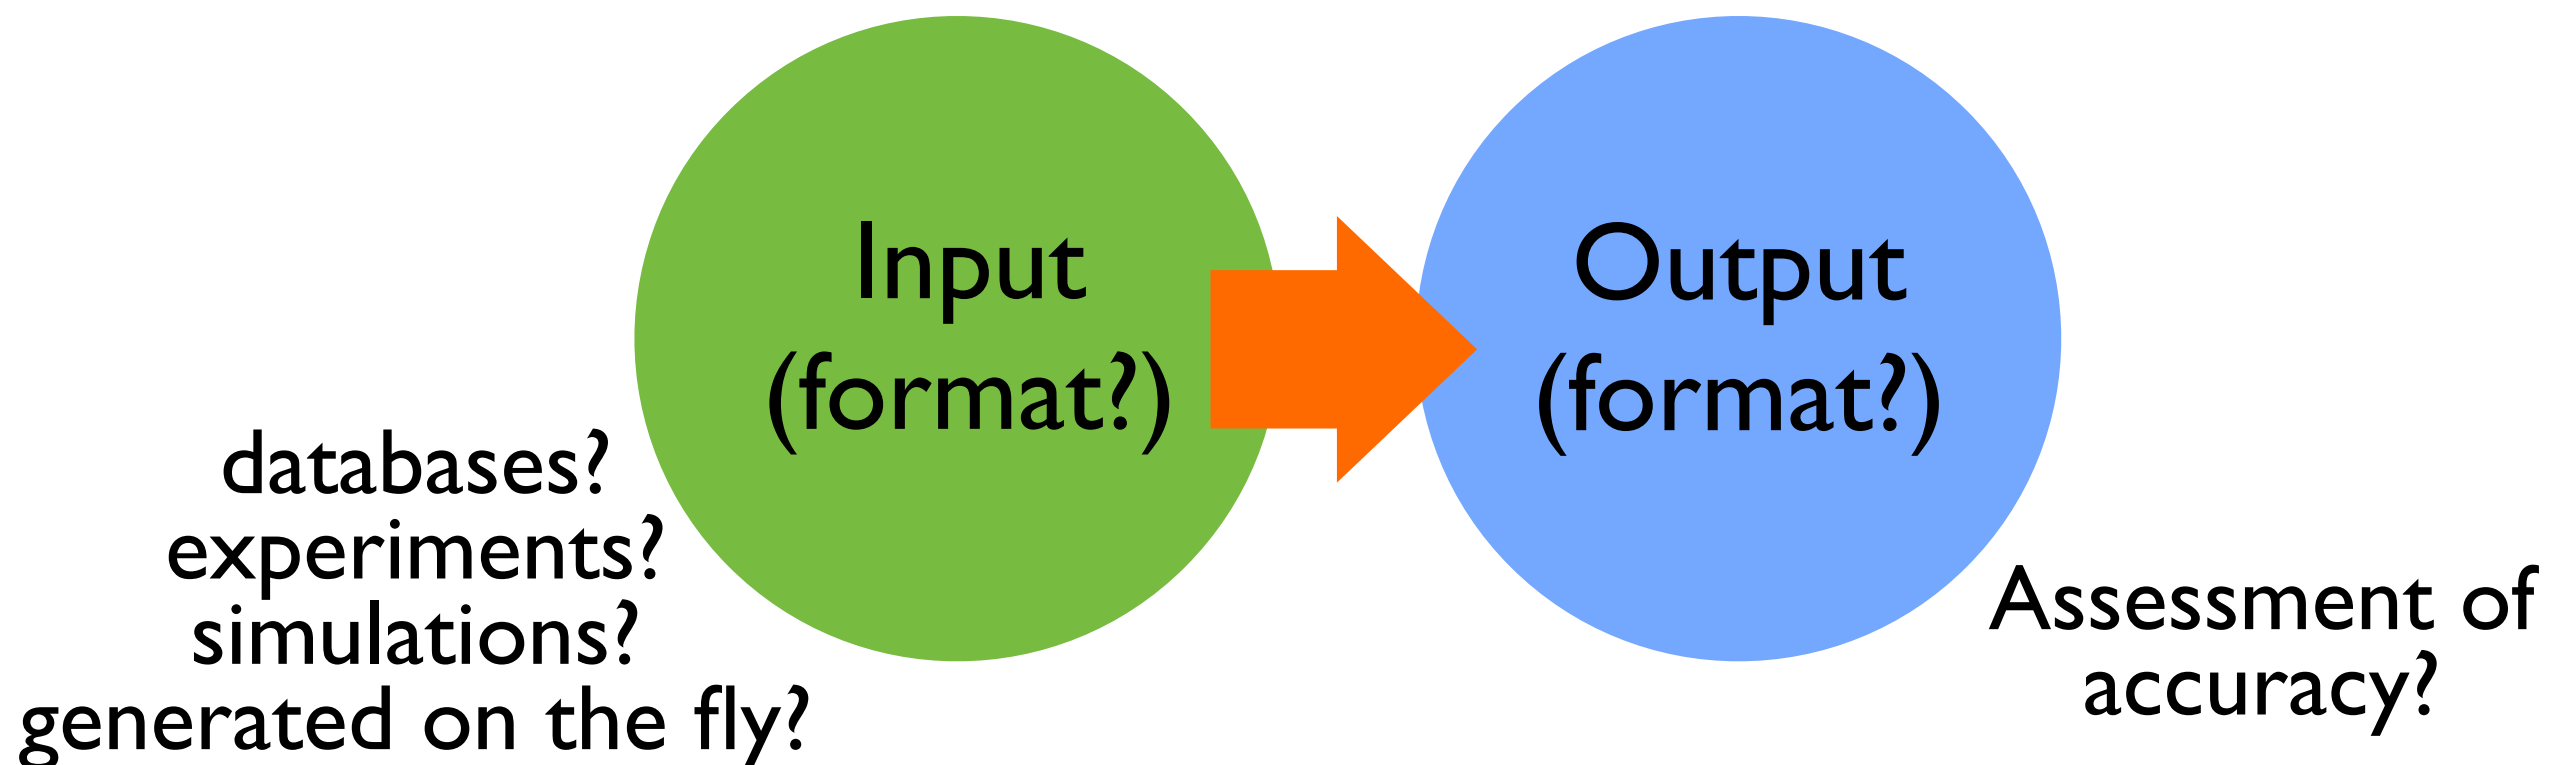 Input
(format?)
Output
(format?)
databases?
experiments?
simulations?
generated on the fly?
Assessment of
accuracy?